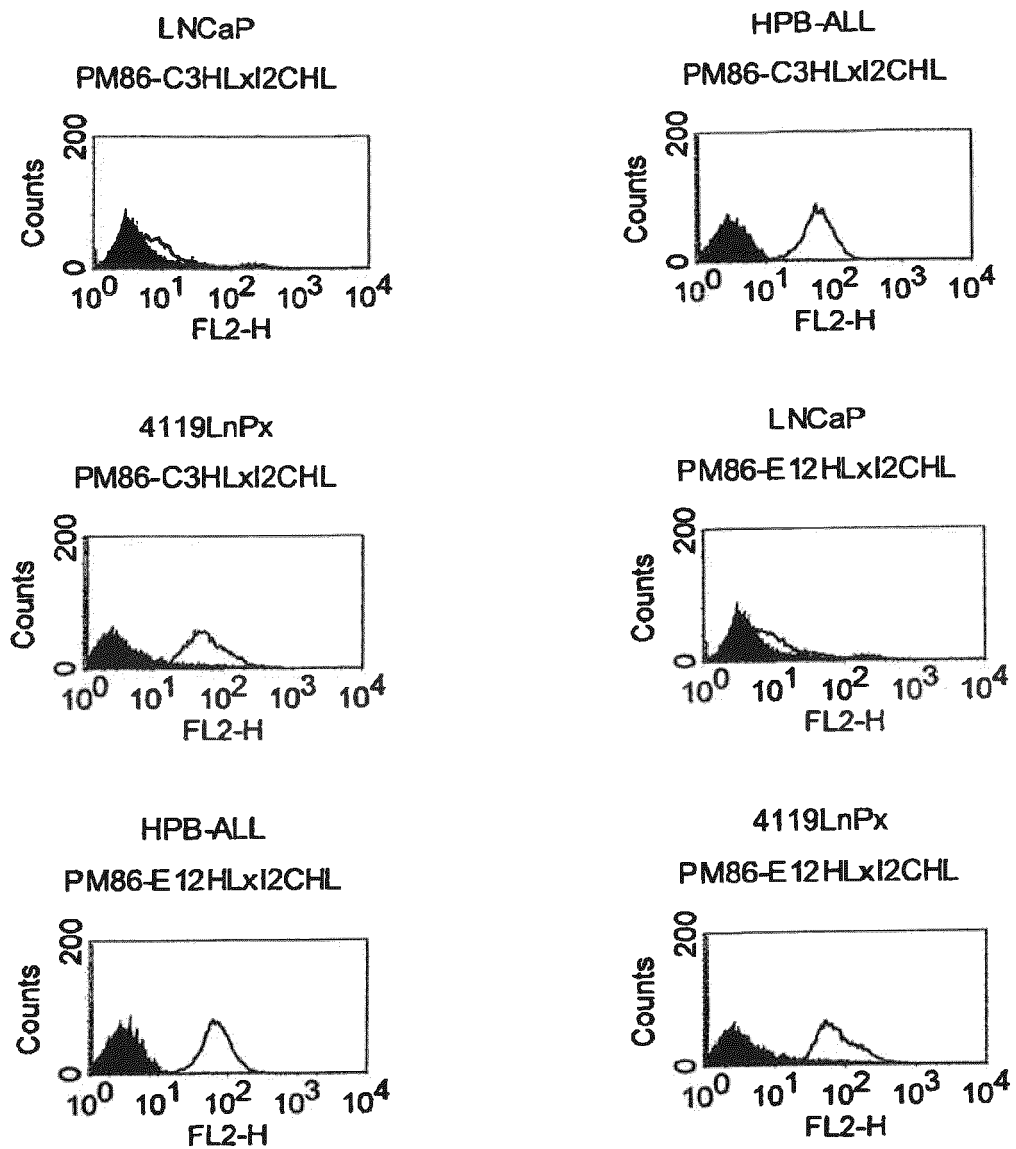 LNCaP
PM86-C3HLxI2CHL
200
Counts
0
10^0 10^1 10^2 10^3 10^4
FL2-H
HPB-ALL
PM86-C3HLxI2CHL
200
Counts
0
10^0 10^1 10^2 10^3 10^4
FL2-H
4119LnPx
PM86-C3HLxI2CHL
200
Counts
0
10^0 10^1 10^2 10^3 10^4
FL2-H
LNCaP
PM86-E12HLxI2CHL
200
Counts
0
10^0 10^1 10^2 10^3 10^4
FL2-H
HPB-ALL
PM86-E12HLxI2CHL
200
Counts
0
10^0 10^1 10^2 10^3 10^4
FL2-H
4119LnPx
PM86-E12HLxI2CHL
200
Counts
0
10^0 10^1 10^2 10^3 10^4
FL2-H